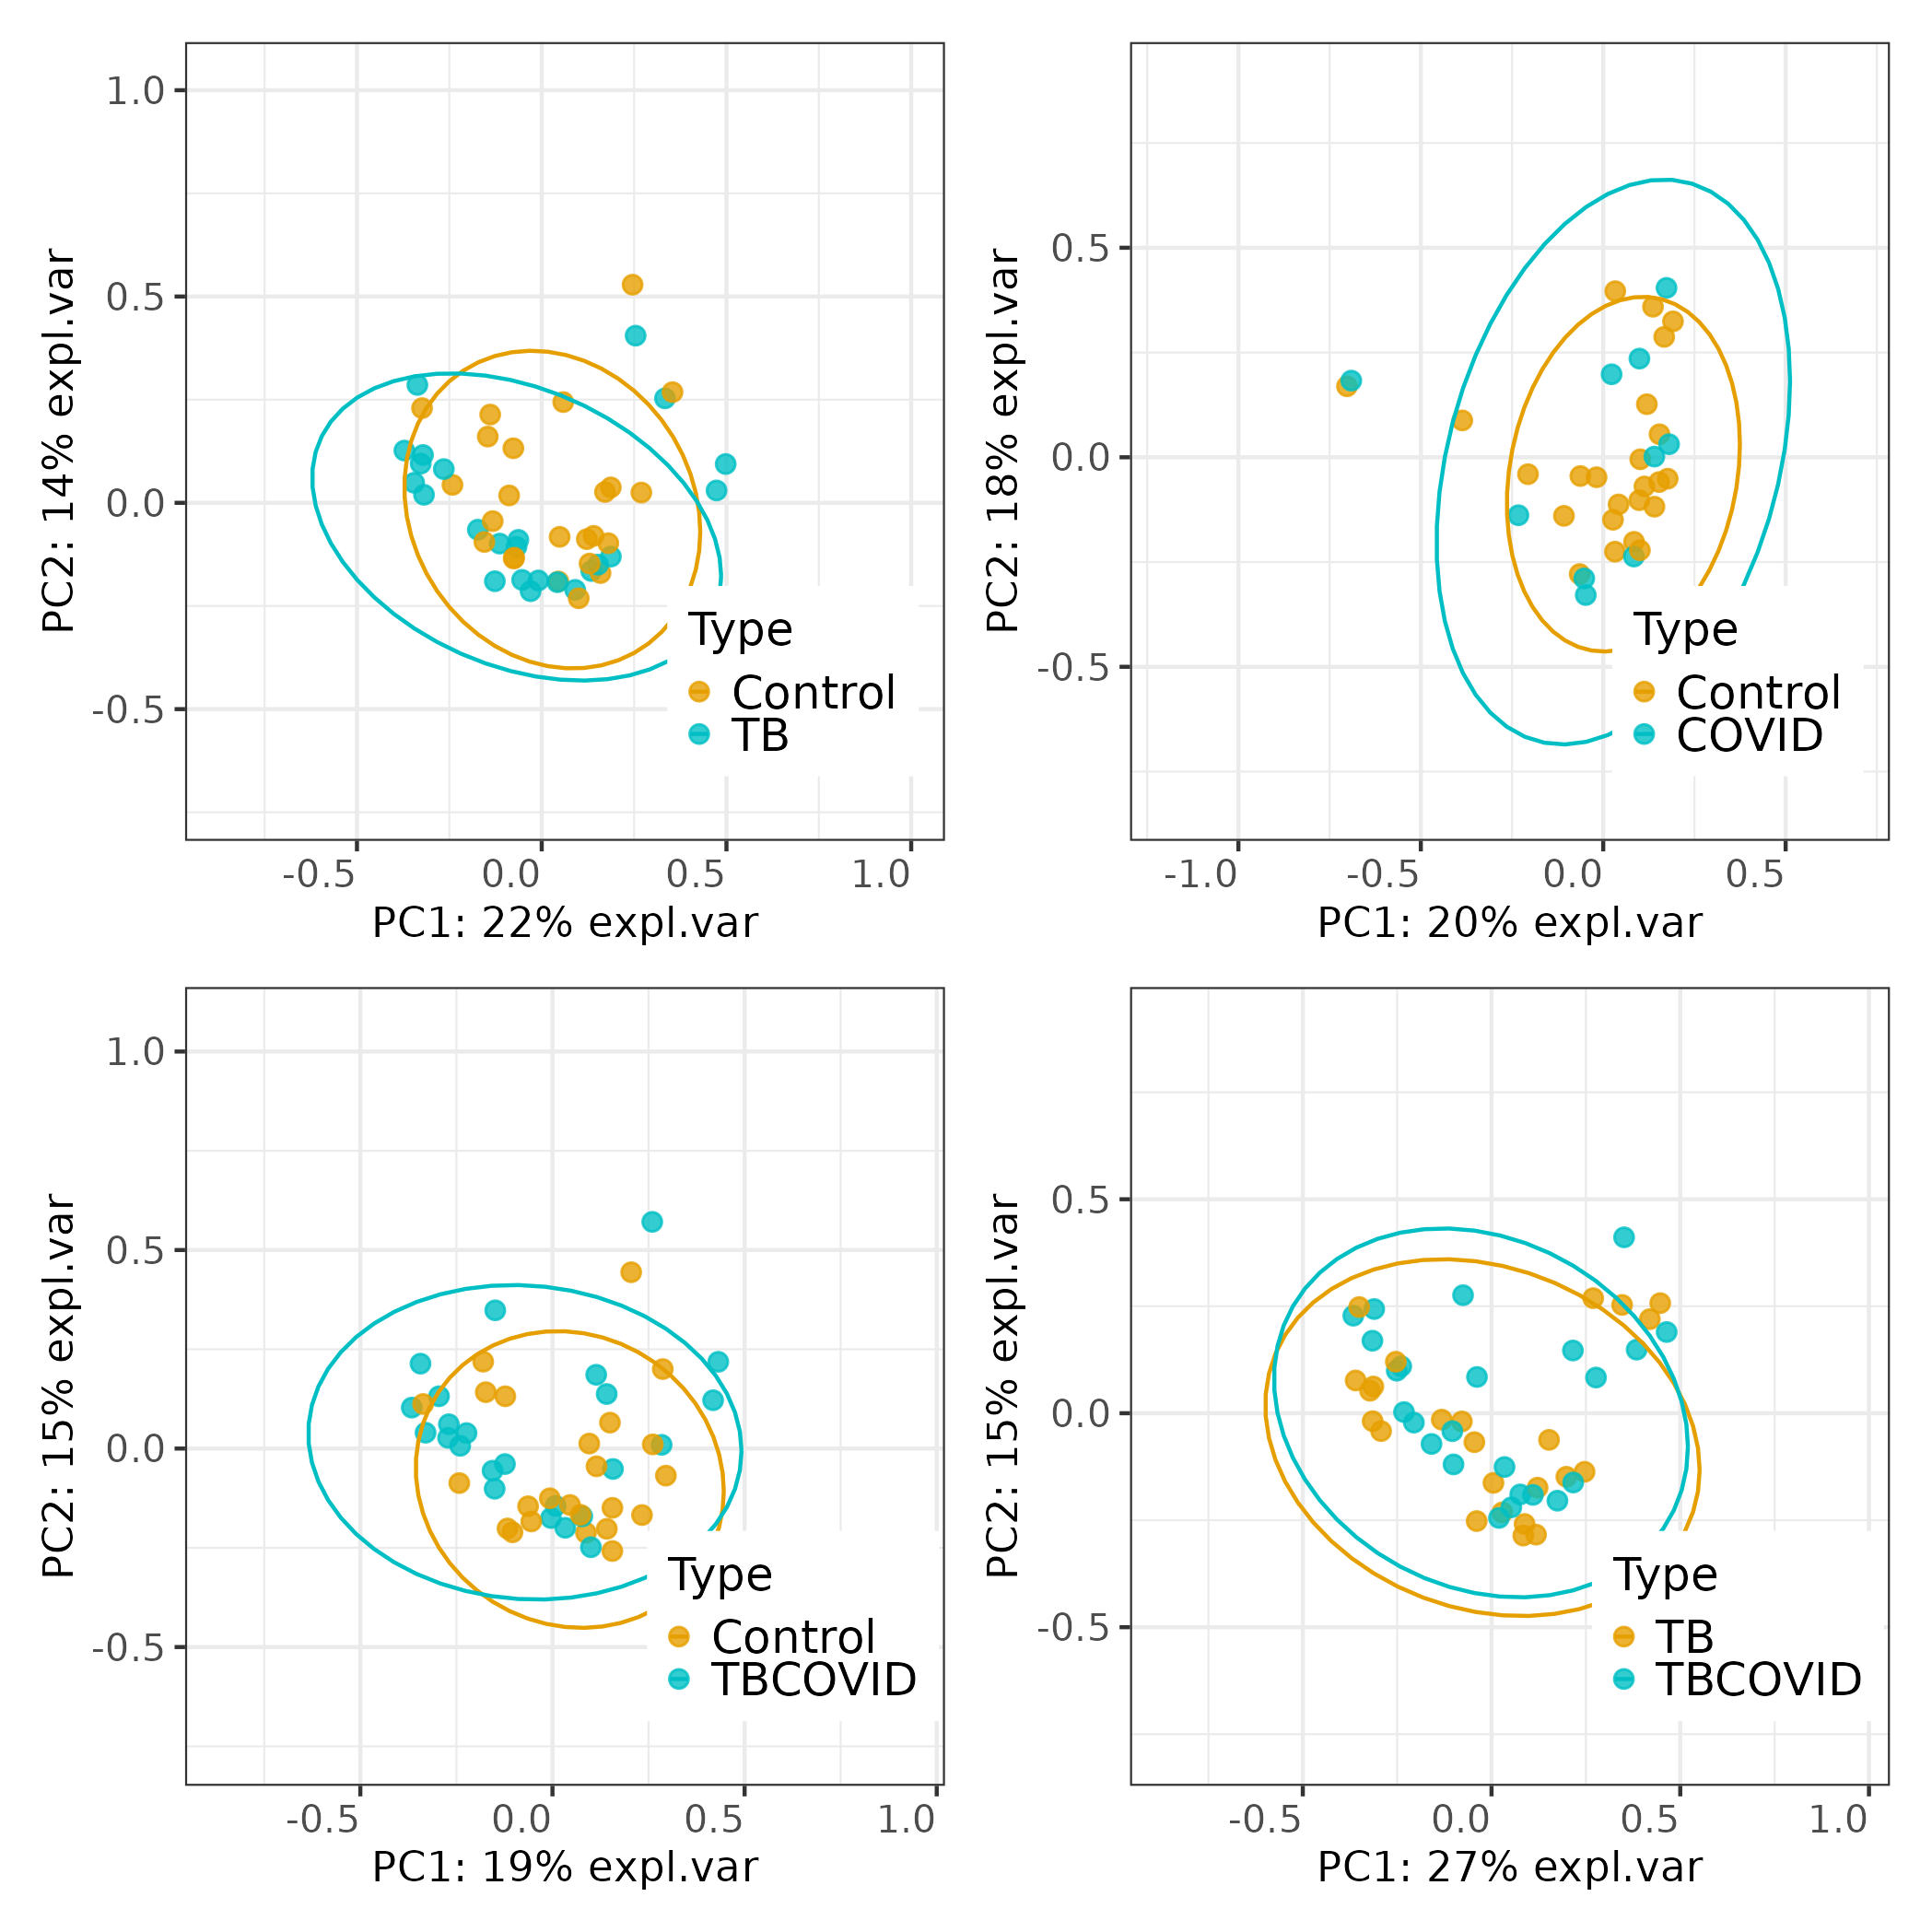 1.0
0.5
0.0
-0.5
PC2: 14% expl.var
-0.5 0.0 0.5 1.0
PC1: 22% expl.var
Type
Control
TB
0.5
0.0
-0.5
PC2: 18% expl.var
-1.0 -0.5 0.0 0.5
PC1: 20% expl.var
Type
Control
COVID
1.0
0.5
0.0
-0.5
PC2: 15% expl.var
-0.5 0.0 0.5 1.0
PC1: 19% expl.var
Type
Control
TBCOVID
0.5
0.0
-0.5
PC2: 15% expl.var
-0.5 0.0 0.5 1.0
PC1: 27% expl.var
Type
TB
TBCOVID